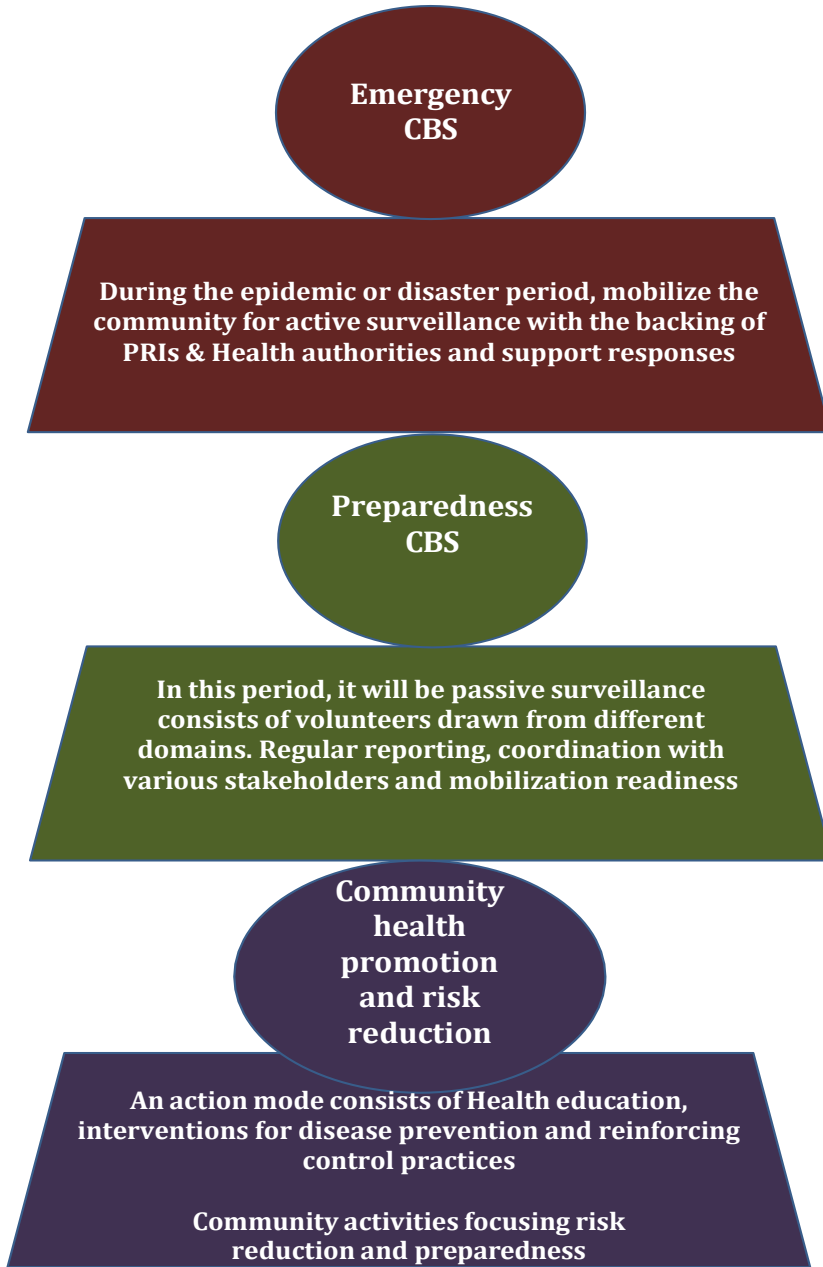 Emergency
CBS
During the epidemic or disaster period, mobilize the
community for active surveillance with the backing of
PRIs & Health authorities and support responses
Preparedness
CBS
In this period, it will be passive surveillance
consists of volunteers drawn from different
domains. Regular reporting, coordination with
various stakeholders and mobilization readiness
Community
health
promotion
and risk
reduction
An action mode consists of Health education,
interventions for disease prevention and reinforcing
control practices
Community activities focusing risk
reduction and preparedness